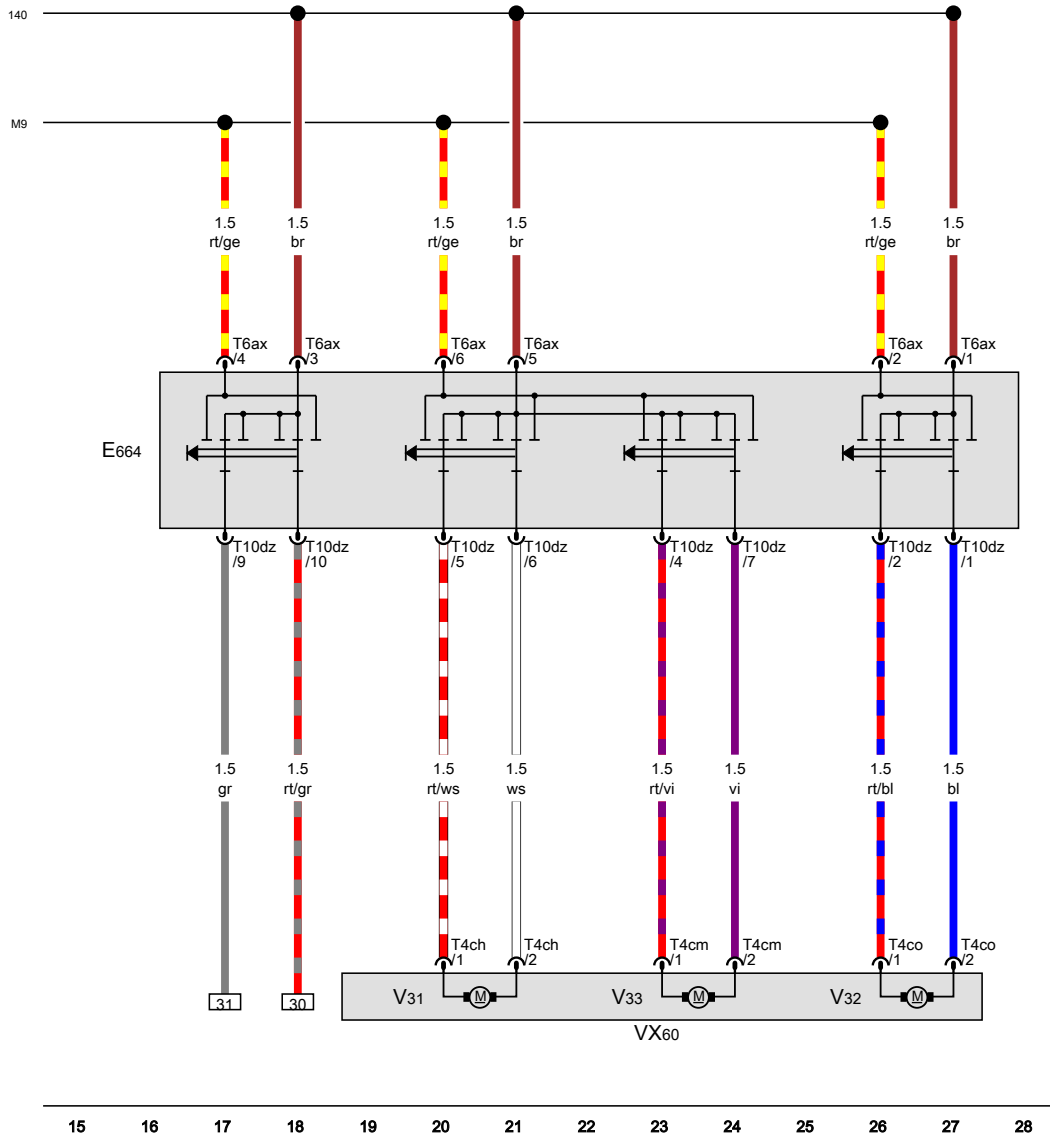 140
M9
1.5 1.5 1.5 1.5 1.5 1.5
rt/ge br rt/ge br rt/ge br
T6ax T6ax T6ax T6ax T6ax T6ax
/4 /3 /6 /5 /2 /1
E664
T10dz T10dz T10dz T10dz T10dz T10dz T10dz T10dz
/9 /10 /5 /6 /4 /7 /2 /1
1.5 1.5 1.5 1.5 1.5 1.5 1.5 1.5
gr rt/gr rt/ws ws rt/vi vi rt/bl bl
T4ch T4ch T4cm T4cm T4co T4co
/1 /2 /1 /2 /1 /2
31 30 V31 M V33 M V32 M
VX60
15 16 17 18 19 20 21 22 23 24 25 26 27 28